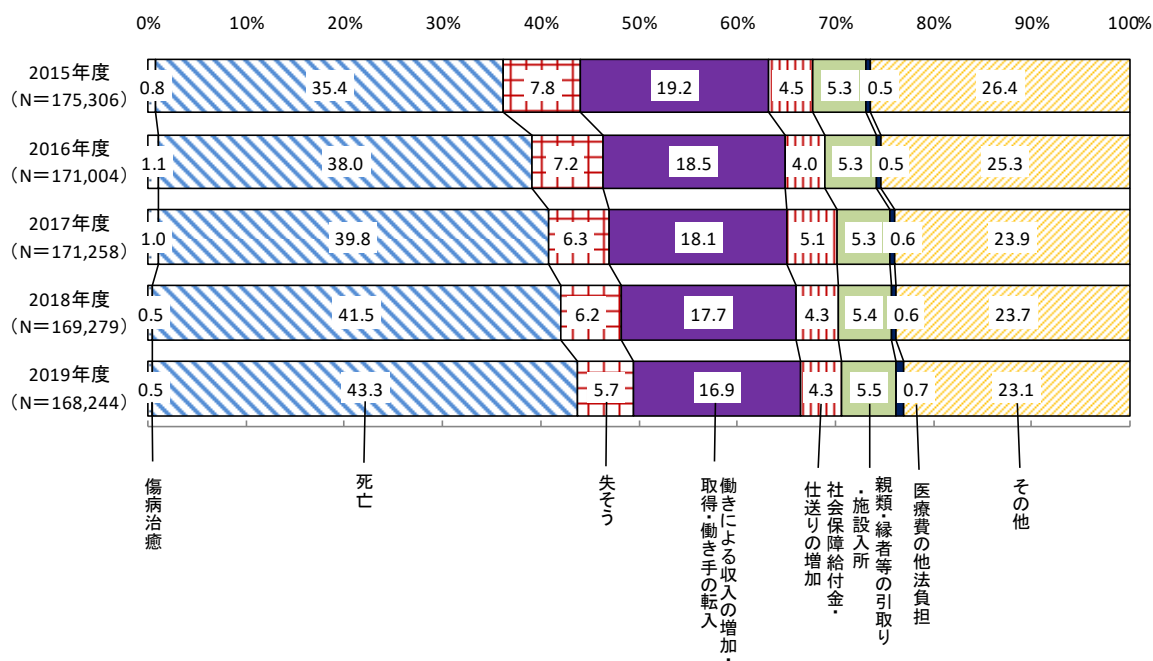 0% 10% 20% 30% 40% 50% 60% 70% 80% 90% 100%
2015年度
(N=175,306)
0.8 35.4 7.8 19.2 4.5 5.3 0.5 26.4
2016年度
(N=171,004)
1.1 38.0 7.2 18.5 4.0 5.3 0.5 25.3
2017年度
(N=171,258)
1.0 39.8 6.3 18.1 5.1 5.3 0.6 23.9
2018年度
(N=169,279)
0.5 41.5 6.2 17.7 4.3 5.4 0.6 23.7
2019年度
(N=168,244)
0.5 43.3 5.7 16.9 4.3 5.5 0.7 23.1
傷病治癒
死亡
失そう
働きによる収入の増加・
取得・働き手の転入
社会保障給付金・
仕送りの増加
親類・縁者等の引取り
・施設入所
医療費の他法負担
その他